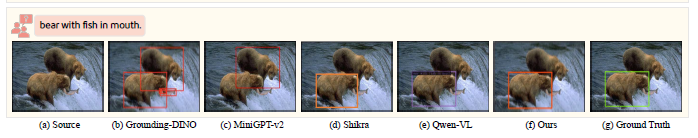 bear with fish in mouth.
(a) Source (b) Grounding-DINO (c) MiniGPT-v2 (d) Shikra (e) Qwen-VL (f) Ours (g) Ground Truth